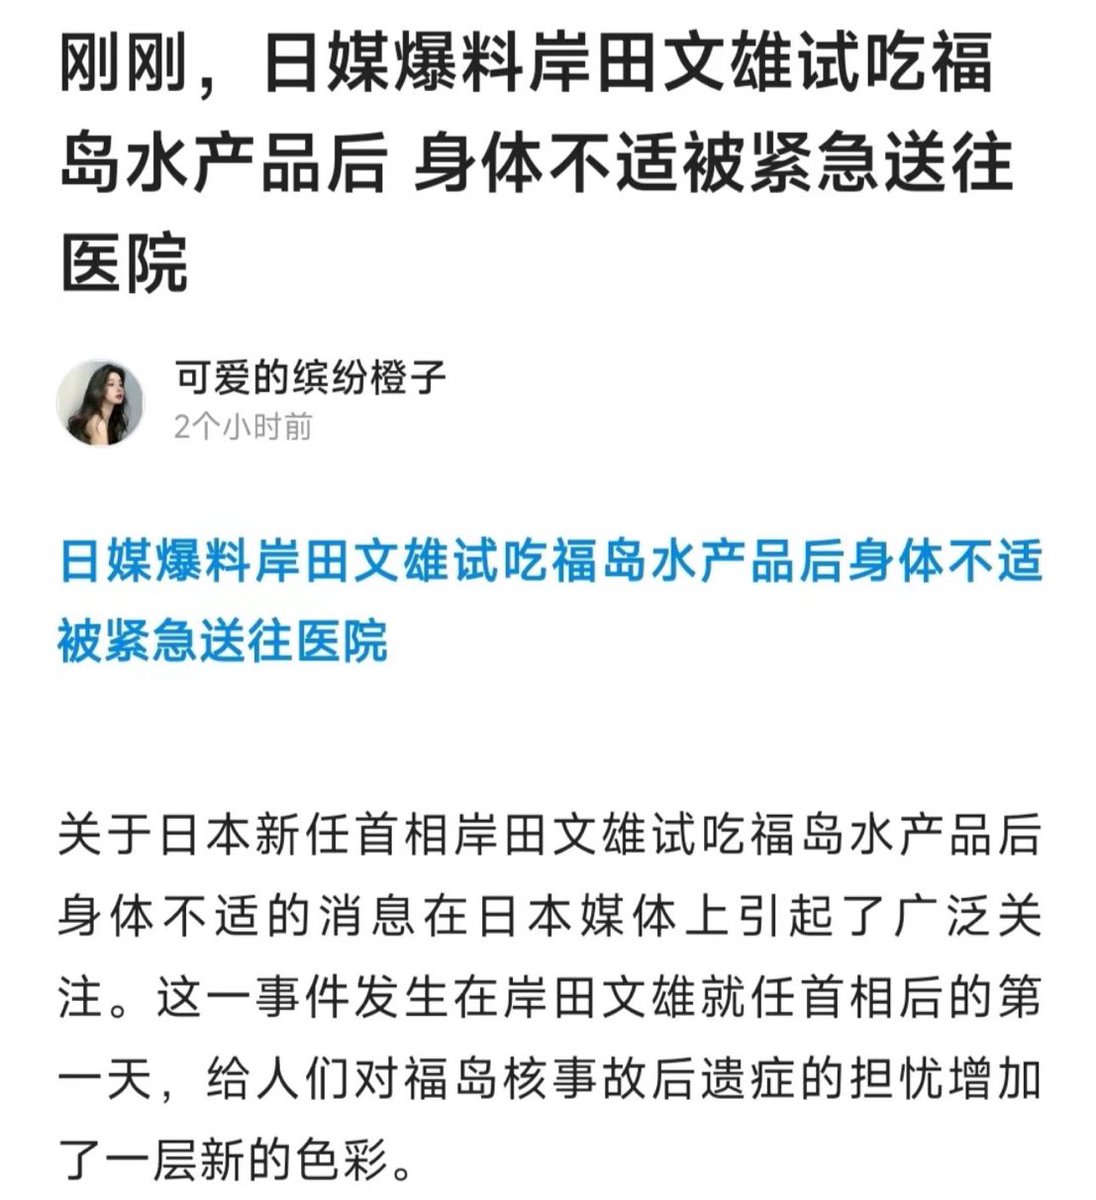 刚刚，日媒爆料岸田文雄试吃福
岛水产品后 身体不适被紧急送往
医院
可爱的缤纷橙子
2个小时前
日媒爆料岸田文雄试吃福岛水产品后身体不适
被紧急送往医院
关于日本新任首相岸田文雄试吃福岛水产品后
身体不适的消息在日本媒体上引起了广泛关
注。这一事件发生在岸田文雄就任首相后的第
一天，给人们对福岛核事故后遗症的担忧增加
了一层新的色彩。